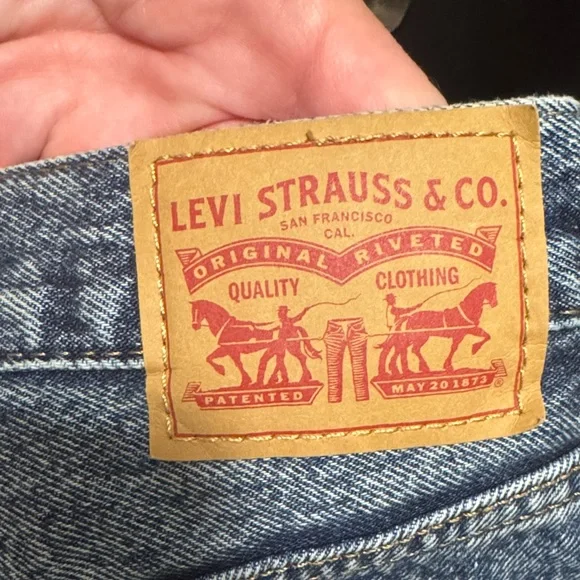 LEVI STRAUSS & CO.
SAN FRANCISCO
CAL.
ORIGINAL RIVETED
QUALITY CLOTHING
PATENTED MAY 20 1873 ®